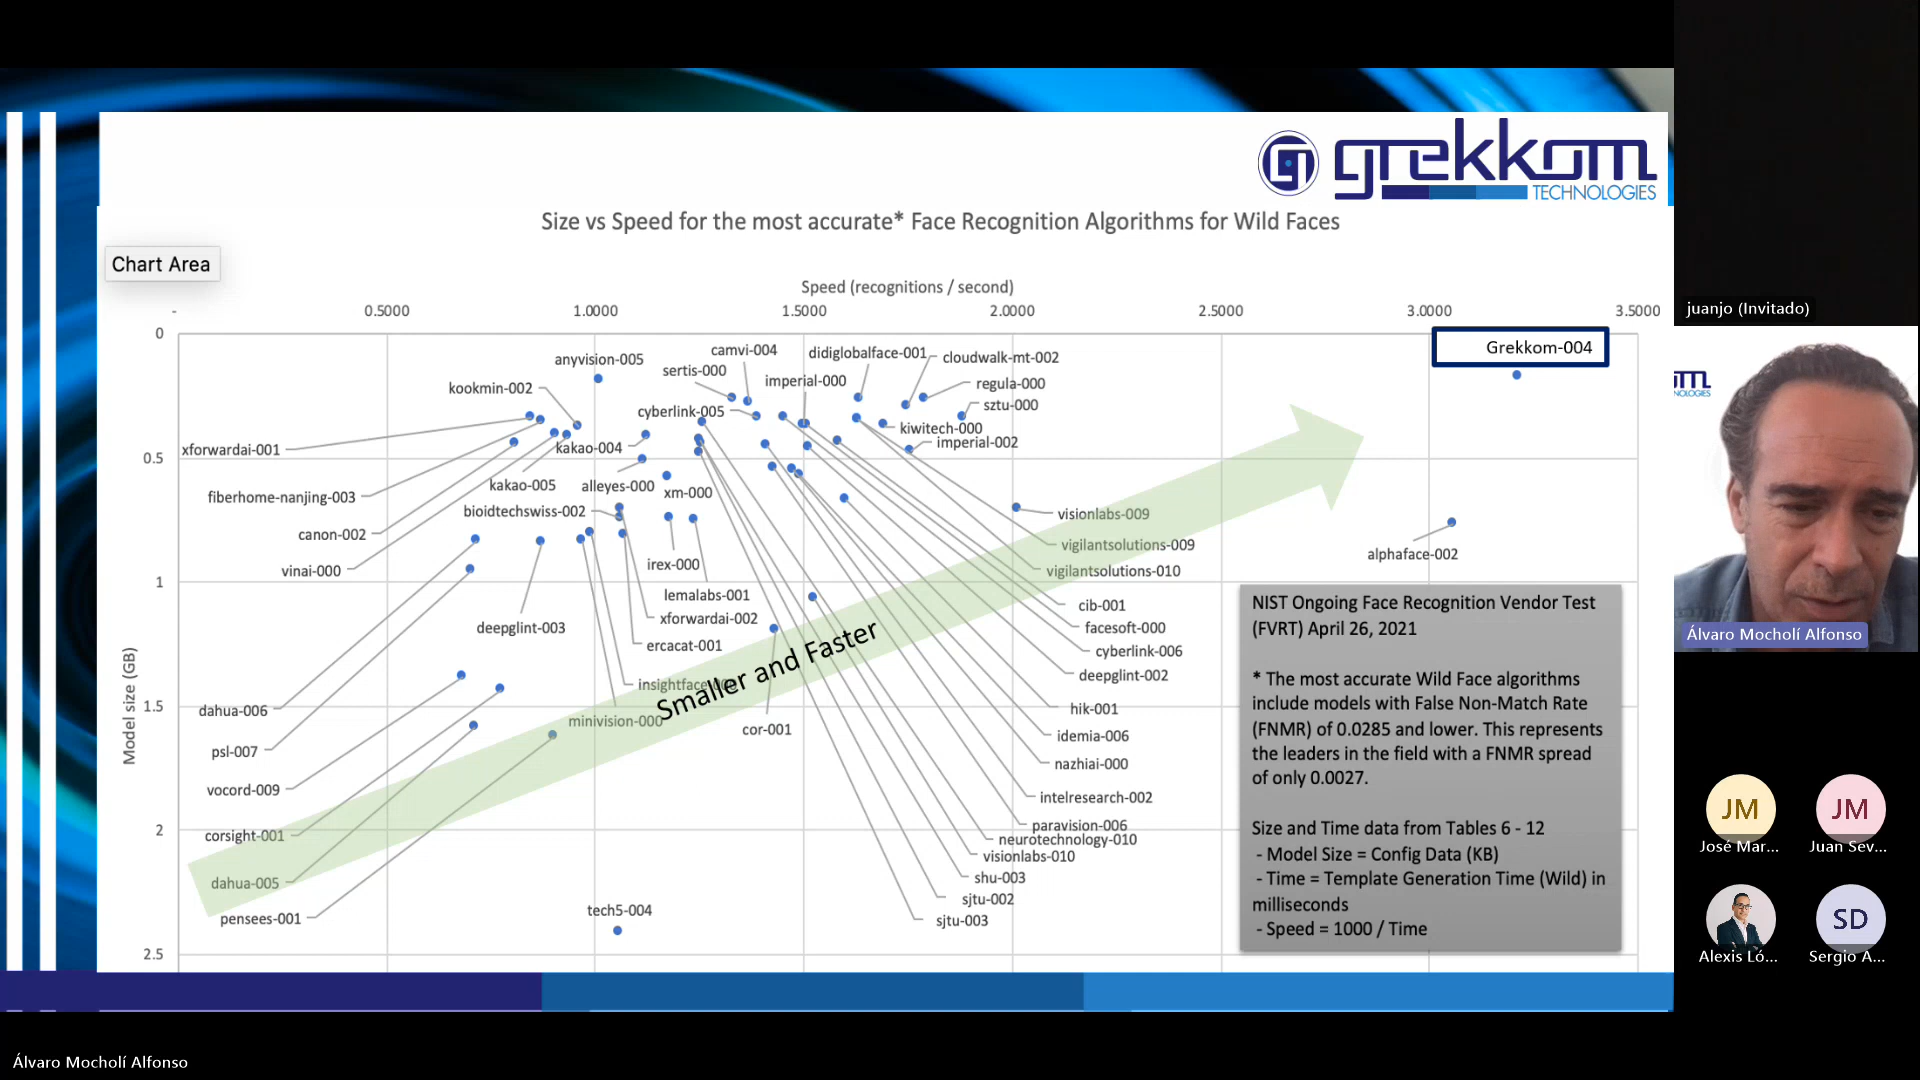 grekkom
TECHNOLOGIES
Size vs Speed for the most accurate* Face Recognition Algorithms for Wild Faces
Chart Area
Speed (recognitions / second)
- 0.5000 1.0000 1.5000 2.0000 2.5000 3.0000 3.5000
Model size (GB)
0
0.5
1
1.5
2
2.5
Grekkom-004
camvi-004
didiglobalface-001
anyvision-005
cloudwalk-mt-002
sertis-000
imperial-000
regula-000
kookmin-002
sztu-000
cyberlink-005
kiwitech-000
imperial-002
xforwardai-001
kakao-004
kakao-005
alleyes-000
xm-000
fiberhome-nanjing-003
bioidtechswiss-002
visionlabs-009
canon-002
vigilantsolutions-009
alphaface-002
irex-000
vinai-000
vigilantsolutions-010
lemalabs-001
cib-001
xforwardai-002
deepglint-003
facesoft-000
ercacat-001
cyberlink-006
deepglint-002
Smaller and Faster
dahua-006
hik-001
minivision-000
cor-001
idemia-006
psl-007
nazhiai-000
vocord-009
intelresearch-002
paravision-006
corsight-001
neurotechnology-010
visionlabs-010
dahua-005
shu-003
sjtu-002
pensees-001
tech5-004
sjtu-003
NIST Ongoing Face Recognition Vendor Test
(FVRT) April 26, 2021
* The most accurate Wild Face algorithms
include models with False Non-Match Rate
(FNMR) of 0.0285 and lower. This represents
the leaders in the field with a FNMR spread
of only 0.0027.
Size and Time data from Tables 6 - 12
- Model Size = Config Data (KB)
- Time = Template Generation Time (Wild) in
milliseconds
- Speed = 1000 / Time
juanjo (Invitado)
Álvaro Mocholí Alfonso
JM
JM
José Mar...
Juan Sev...
SD
Alexis Ló...
Sergio A...
Álvaro Mocholí Alfonso